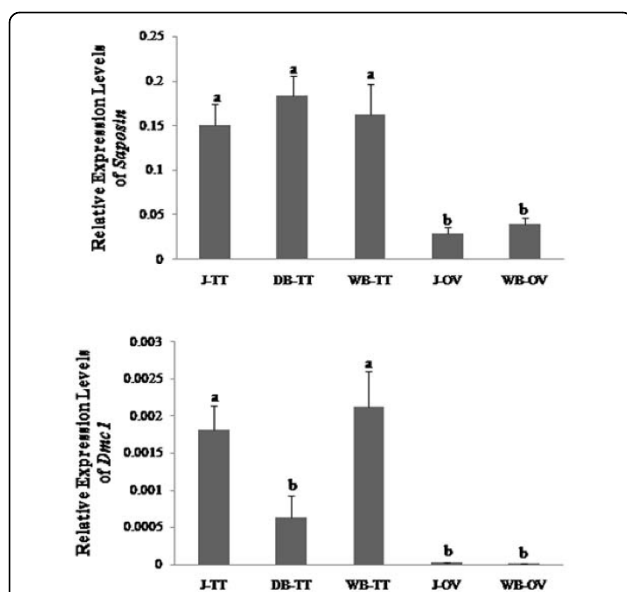 Relative Expression Levels
of Saposin
0.25
0.2
0.15
0.1
0.05
0
a
a
a
b
b
J-TT
DB-TT
WB-TT
J-OV
WB-OV
Relative Expression Levels
of Dmc1
0.003
0.0025
0.002
0.0015
0.001
0.0005
0
a
b
a
b
b
J-TT
DB-TT
WB-TT
J-OV
WB-OV